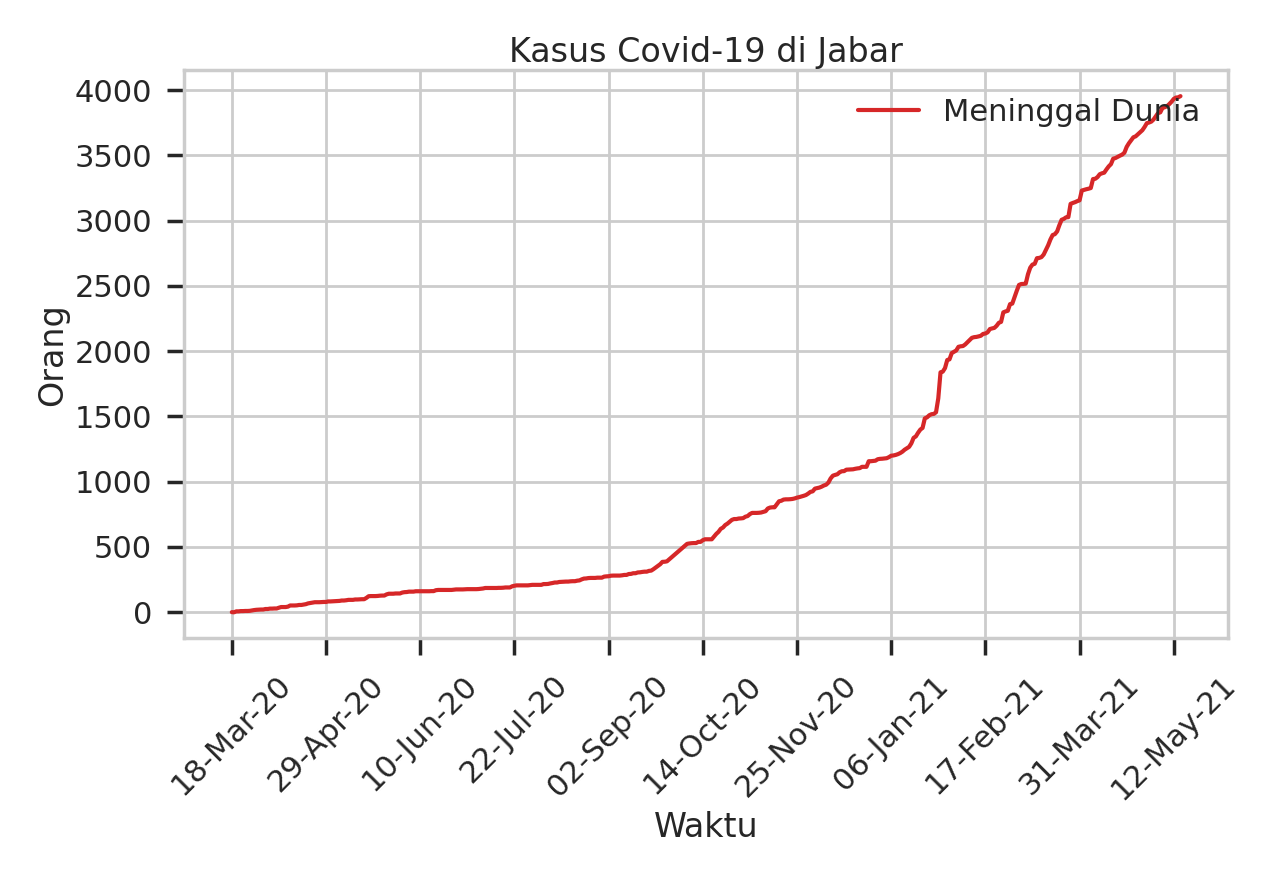 Kasus Covid-19 di Jabar
Meninggal Dunia
Orang
4000
3500
3000
2500
2000
1500
1000
500
0
18-Mar-20
29-Apr-20
10-Jun-20
22-Jul-20
02-Sep-20
14-Oct-20
25-Nov-20
06-Jan-21
17-Feb-21
31-Mar-21
12-May-21
Waktu